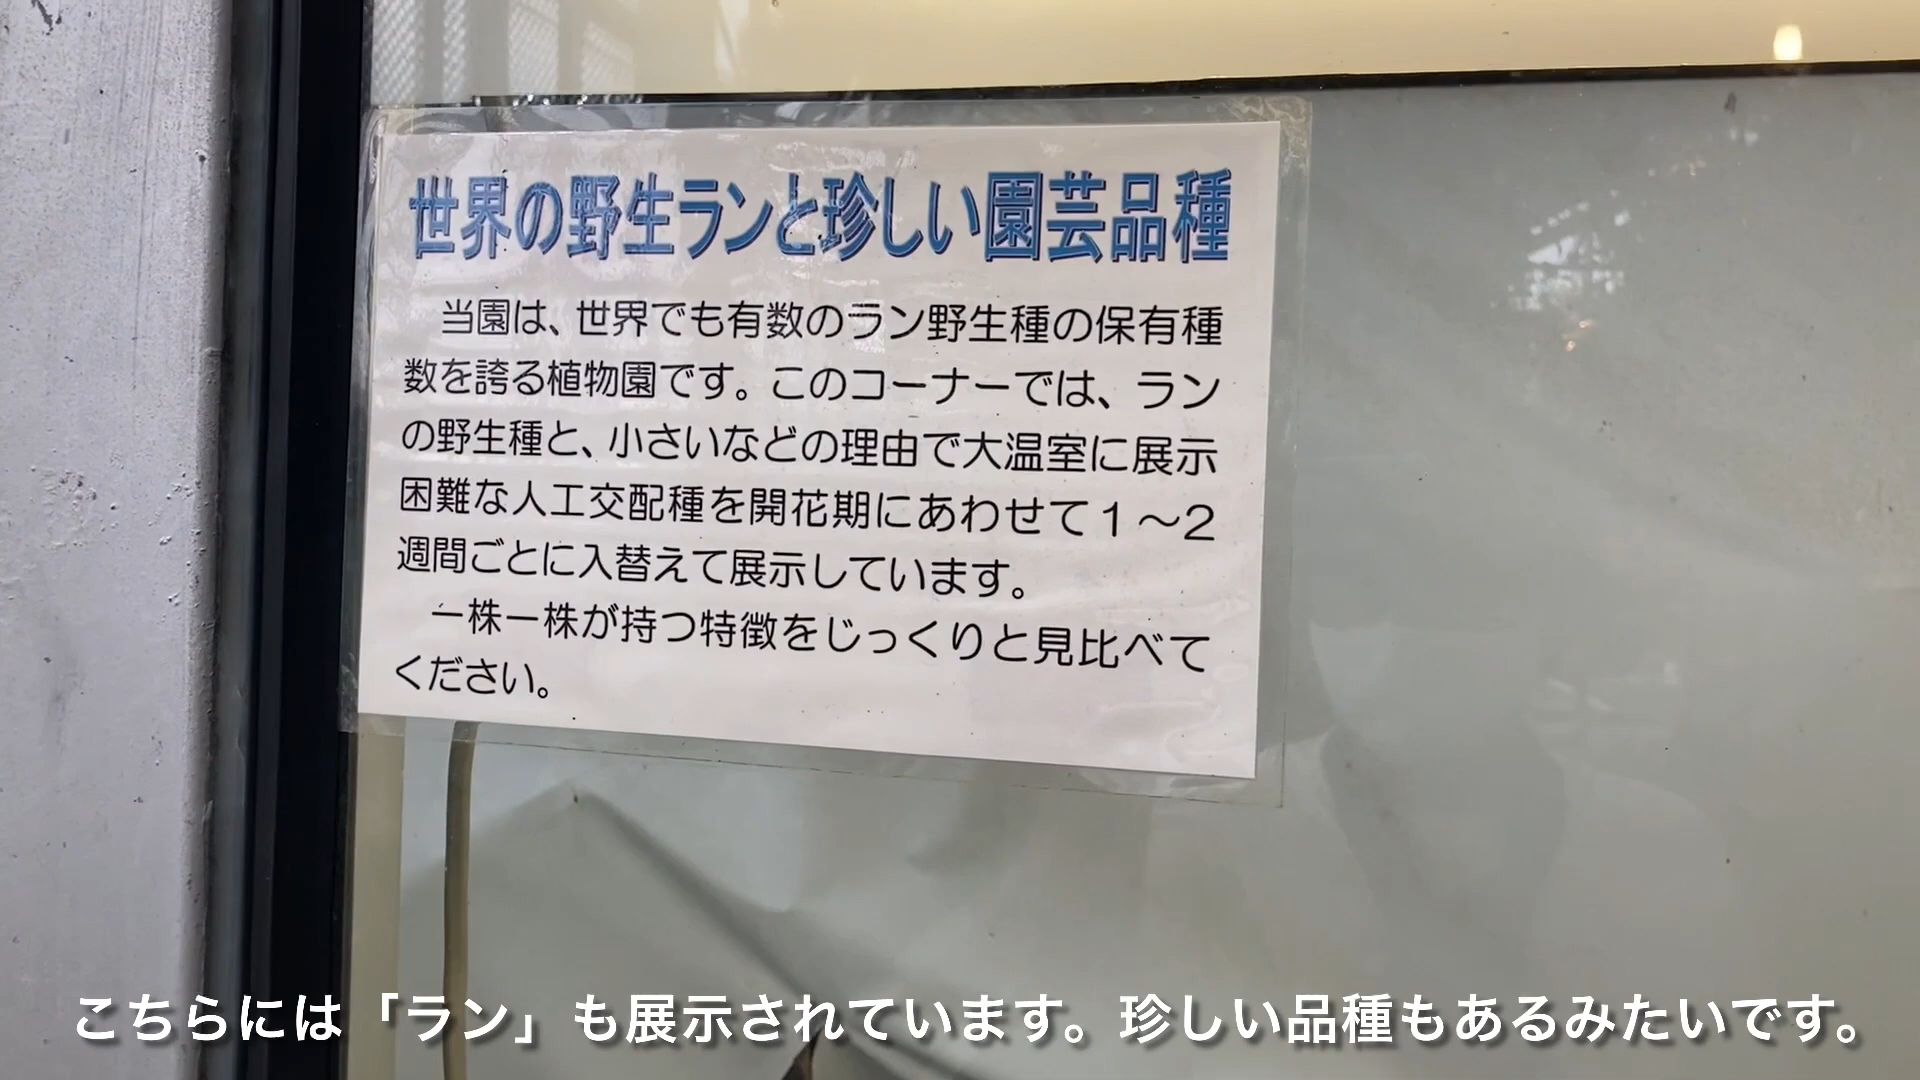 世界の野生ランと珍しい園芸品種
当園は、世界でも有数のラン野生種の保有種
数を誇る植物園です。このコーナーでは、ラン
の野生種と、小さいなどの理由で大温室に展示
困難な人工交配種を開花期にあわせて1〜2
週間ごとに入替えて展示しています。
一株一株が持つ特徴をじっくりと見比べて
ください。
こちらには「ラン」も展示されています。珍しい品種もあるみたいです。